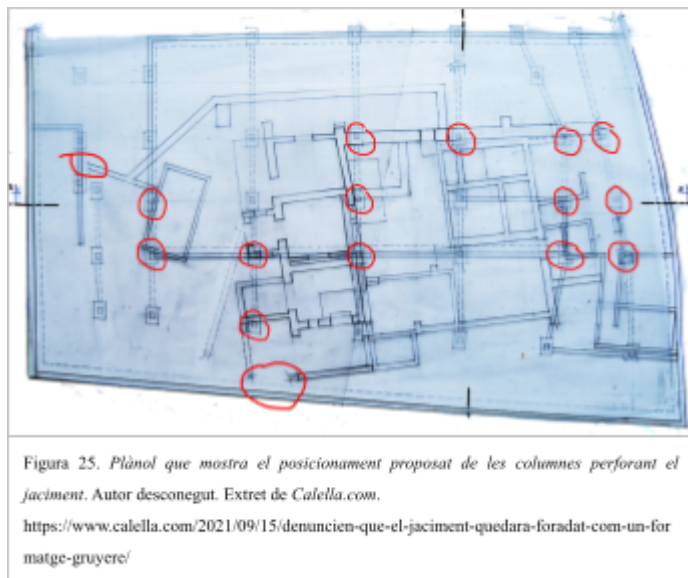 Figura 25. Plànol que mostra el posicionament proposat de les columnes perforant el
jaciment. Autor desconegut. Extret de Calella.com.
https://www.calella.com/2021/09/15/denuncien-que-el-jaciment-quedara-foradat-com-un-for
matge-gruyere/